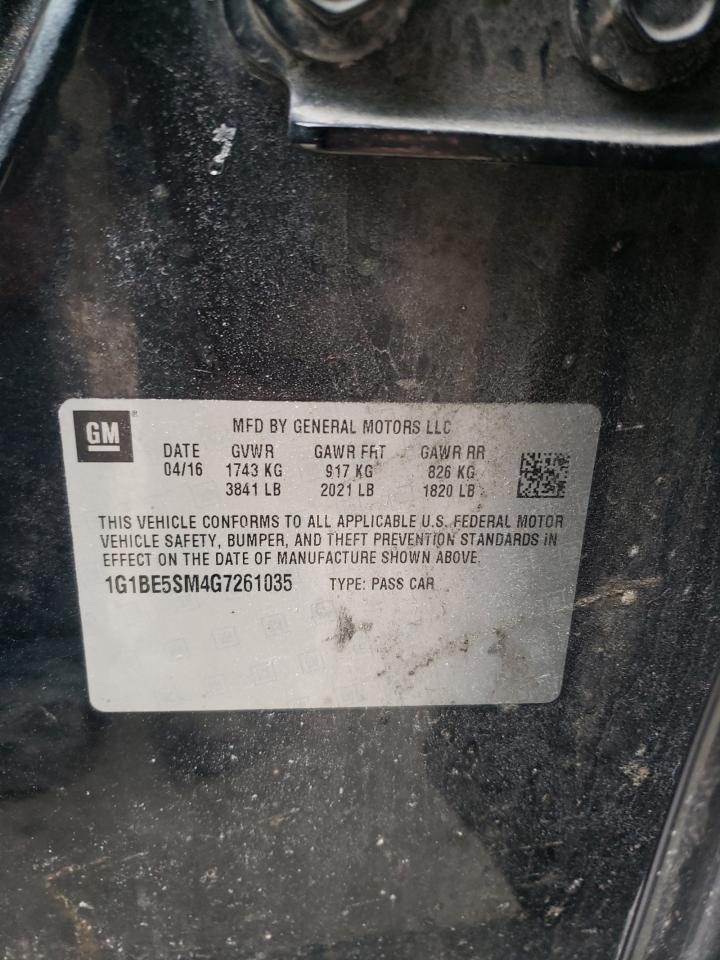 GM ®
MFD BY GENERAL MOTORS LLC
DATE GVWR GAWR FRT GAWR RR
04/16 1743 KG 917 KG 826 KG
3841 LB 2021 LB 1820 LB
THIS VEHICLE CONFORMS TO ALL APPLICABLE U.S. FEDERAL MOTOR
VEHICLE SAFETY, BUMPER, AND THEFT PREVENTION STANDARDS IN
EFFECT ON THE DATE OF MANUFACTURE SHOWN ABOVE.
1G1BE5SM4G7261035 TYPE: PASS CAR